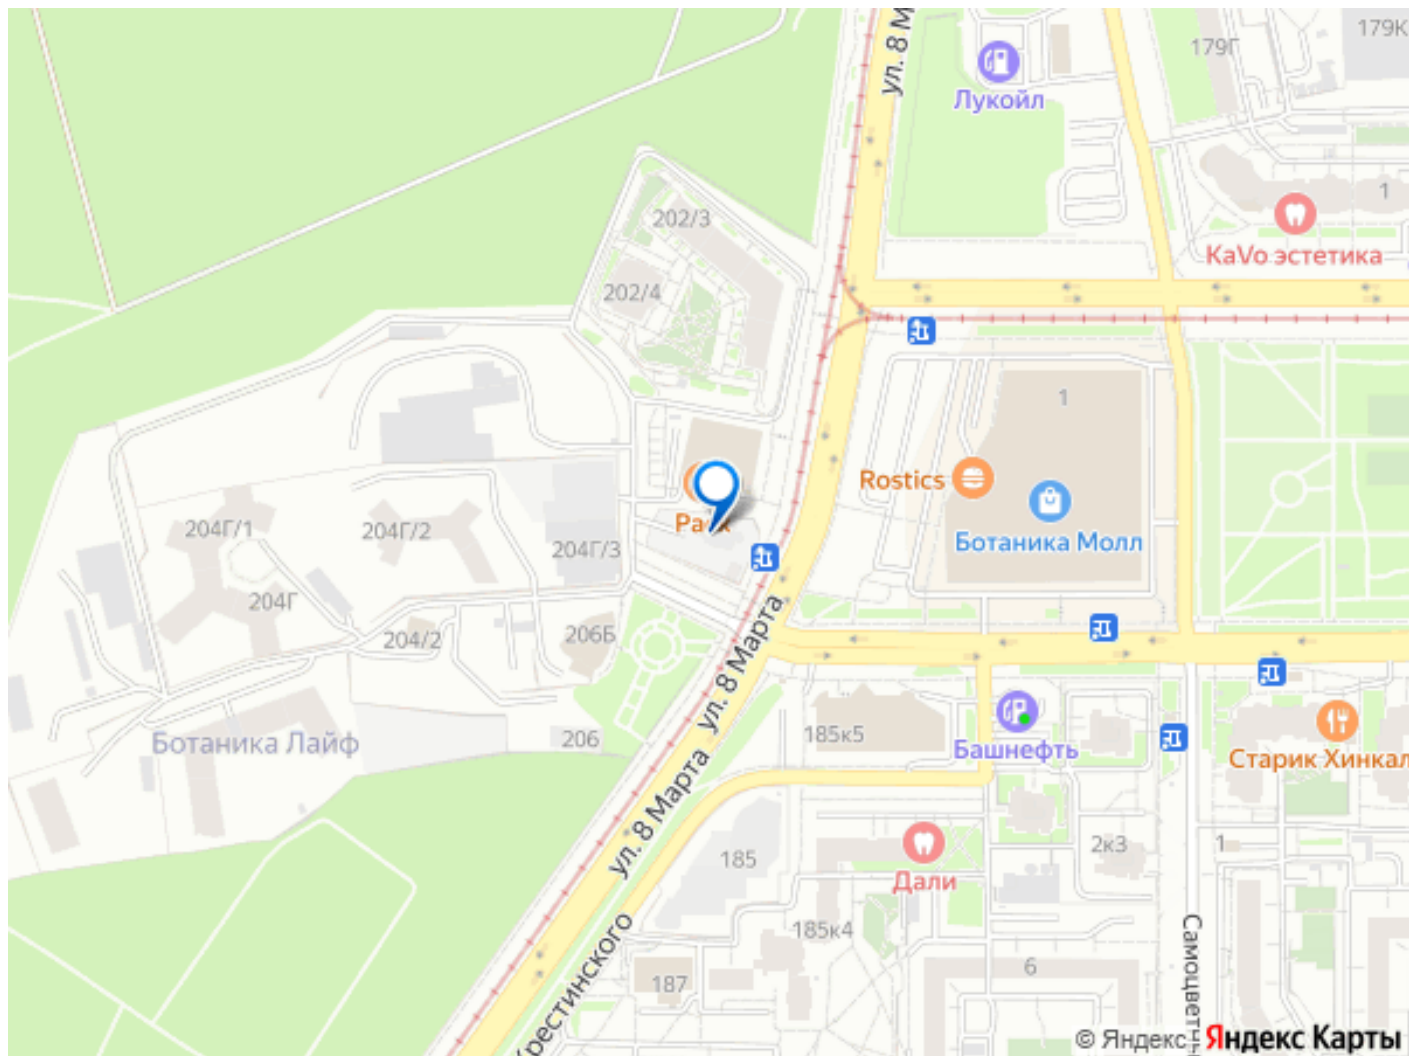 ул. 8 М
179Г
179К
Лукойл
202/3
1
KaVo эстетика
202/4
1
Rostics
Ботаника Молл
204Г/1
204Г/2
204Г/3
204Г
204/2
206Б
ул. 8 Марта
206
Ботаника Лайф
185к5
Башнефть
Старик Хинкал
ул. 8 Марта
185
2к3
1
Дали
185к4
187
6
Крестинского
Самоцветн
© Яндекс Яндекс Карты